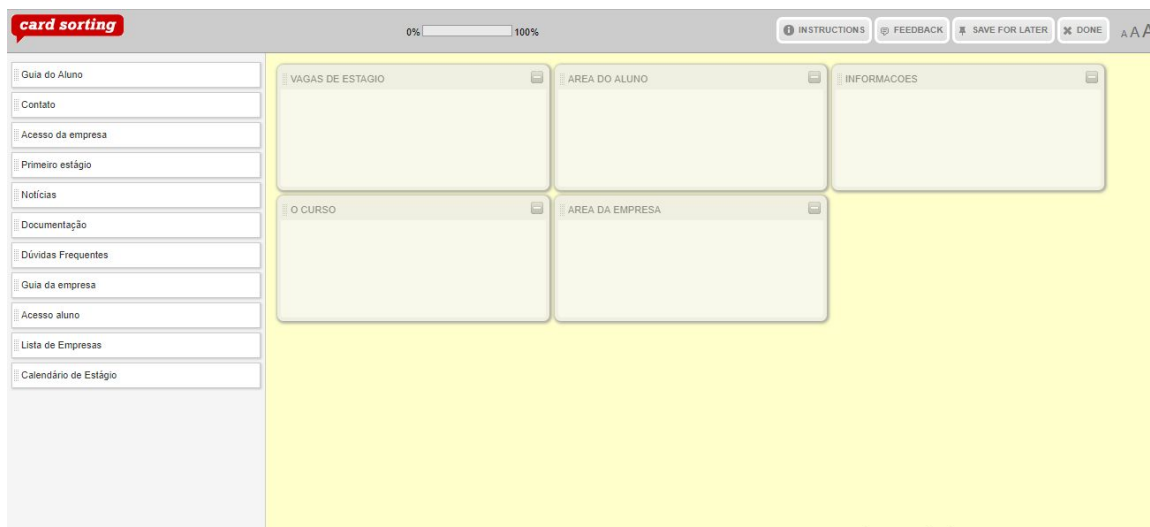 card sorting
0% 100%
INSTRUCTIONS FEEDBACK SAVE FOR LATER DONE A A A
Guia do Aluno
Contato
Acesso da empresa
Primeiro estágio
Notícias
Documentação
Dúvidas Frequentes
Guia da empresa
Acesso aluno
Lista de Empresas
Calendário de Estágio
VAGAS DE ESTAGIO
AREA DO ALUNO
INFORMACOES
O CURSO
AREA DA EMPRESA